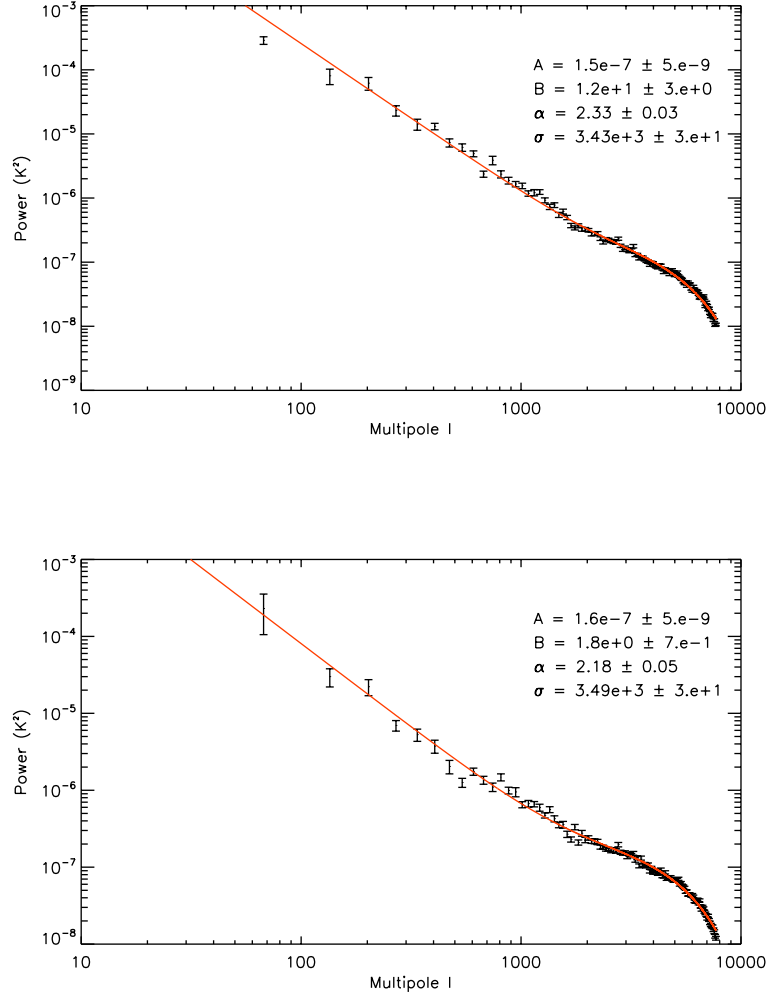 10⁻³
10⁻⁴
10⁻⁵
10⁻⁶
10⁻⁷
10⁻⁸
10⁻⁹
Power (K²)
A = 1.5e−7 ± 5.e−9
B = 1.2e+1 ± 3.e+0
α = 2.33 ± 0.03
σ = 3.43e+3 ± 3.e+1
10 100 1000 10000
Multipole l
10⁻³
10⁻⁴
10⁻⁵
10⁻⁶
10⁻⁷
10⁻⁸
Power (K²)
A = 1.6e−7 ± 5.e−9
B = 1.8e+0 ± 7.e−1
α = 2.18 ± 0.05
σ = 3.49e+3 ± 3.e+1
10 100 1000 10000
Multipole l